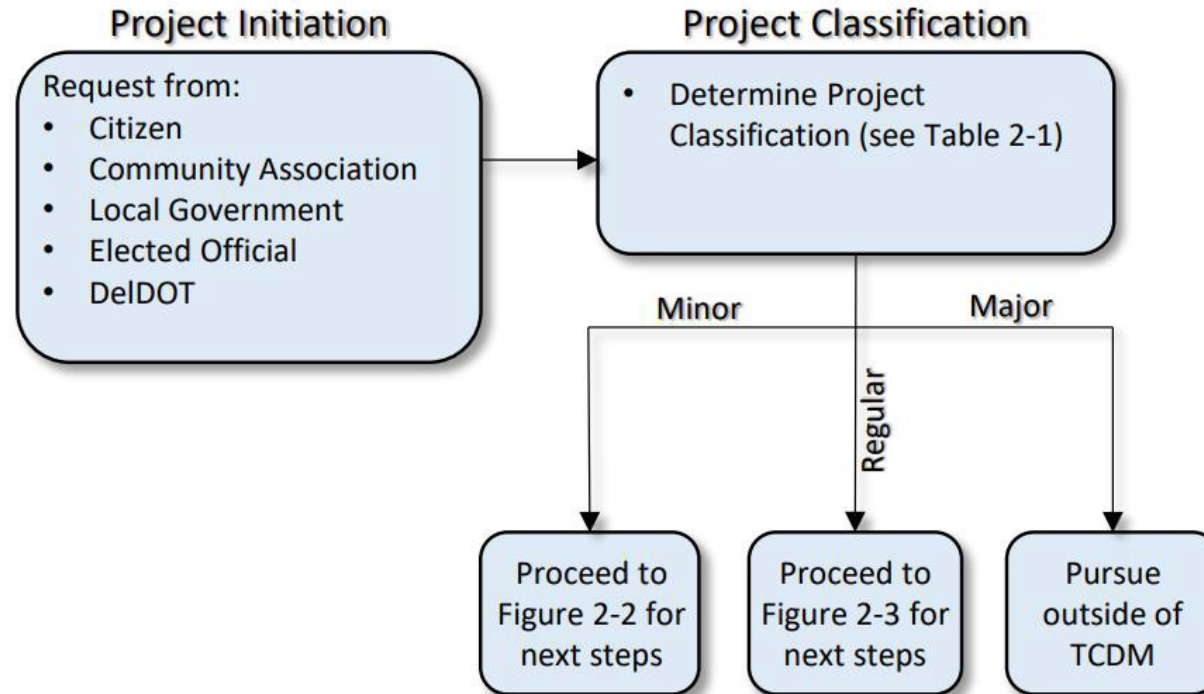 Project Initiation
Request from:
• Citizen
• Community Association
• Local Government
• Elected Official
• DelDOT
Project Classification
• Determine Project
Classification (see Table 2-1)
Minor
Regular
Major
Proceed to
Figure 2-2 for
next steps
Proceed to
Figure 2-3 for
next steps
Pursue
outside of
TCDM